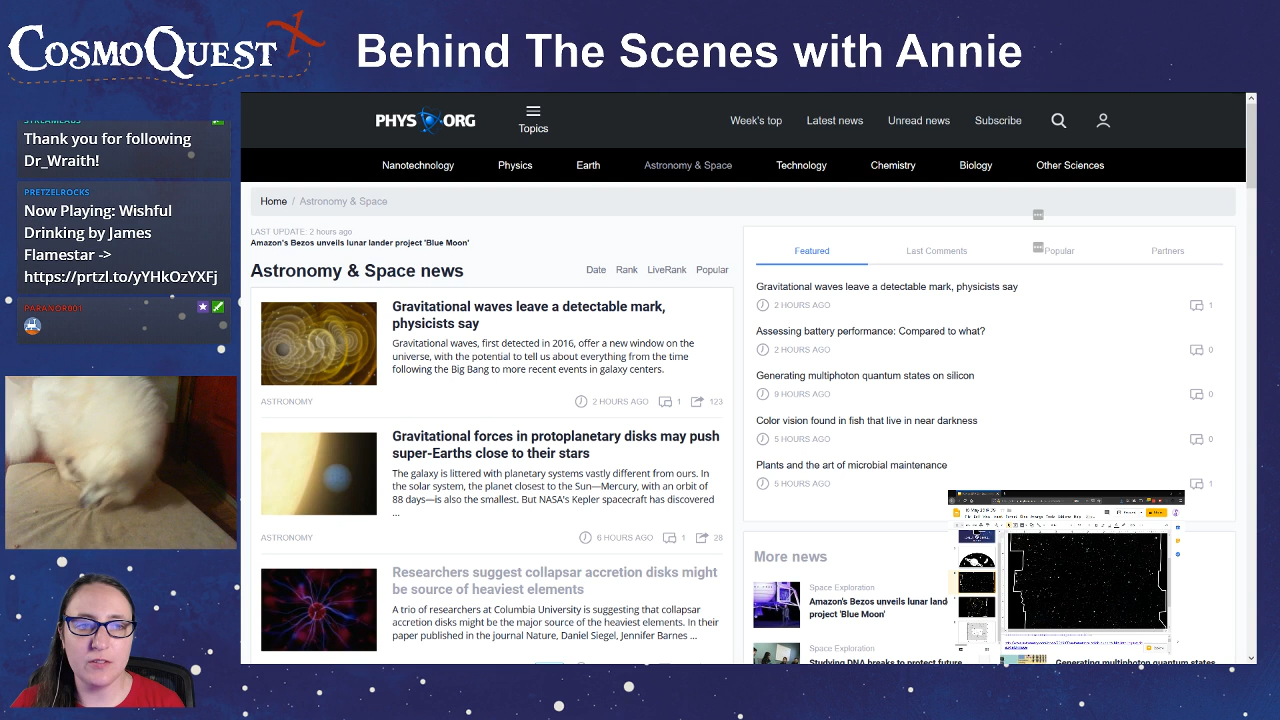 COSMOQUEST X
Behind The Scenes with Annie
STREAMLABS
Thank you for following
Dr_Wraith!
PRETZELROCKS
Now Playing: Wishful
Drinking by James
Flamestar ->
https://prtzl.to/yYHkOzYXFj
PARANOR001
PHYS ORG
Topics
Week's top
Latest news
Unread news
Subscribe
Nanotechnology
Physics
Earth
Astronomy & Space
Technology
Chemistry
Biology
Other Sciences
Home / Astronomy & Space
LAST UPDATE: 2 hours ago
Amazon's Bezos unveils lunar lander project 'Blue Moon'
Astronomy & Space news
Date
Rank
LiveRank
Popular
Gravitational waves leave a detectable mark,
physicists say
Gravitational waves, first detected in 2016, offer a new window on the
universe, with the potential to tell us about everything from the time
following the Big Bang to more recent events in galaxy centers.
ASTRONOMY
2 HOURS AGO
1
123
Gravitational forces in protoplanetary disks may push
super-Earths close to their stars
The galaxy is littered with planetary systems vastly different from ours. In
the solar system, the planet closest to the Sun—Mercury, with an orbit of
88 days—is also the smallest. But NASA's Kepler spacecraft has discovered
...
ASTRONOMY
6 HOURS AGO
1
28
Researchers suggest collapsar accretion disks might
be source of heaviest elements
A trio of researchers at Columbia University is suggesting that collapsar
accretion disks might be the major source of the heaviest elements. In their
paper published in the journal Nature, Daniel Siegel, Jennifer Barnes ...
Featured
Last Comments
Popular
Partners
Gravitational waves leave a detectable mark, physicists say
2 HOURS AGO
1
Assessing battery performance: Compared to what?
2 HOURS AGO
0
Generating multiphoton quantum states on silicon
9 HOURS AGO
0
Color vision found in fish that live in near darkness
5 HOURS AGO
0
Plants and the art of microbial maintenance
5 HOURS AGO
1
More news
Space Exploration
Amazon's Bezos unveils lunar land
project 'Blue Moon'
Space Exploration
Studying DNA breaks to protect future
Generating multiphoton quantum states